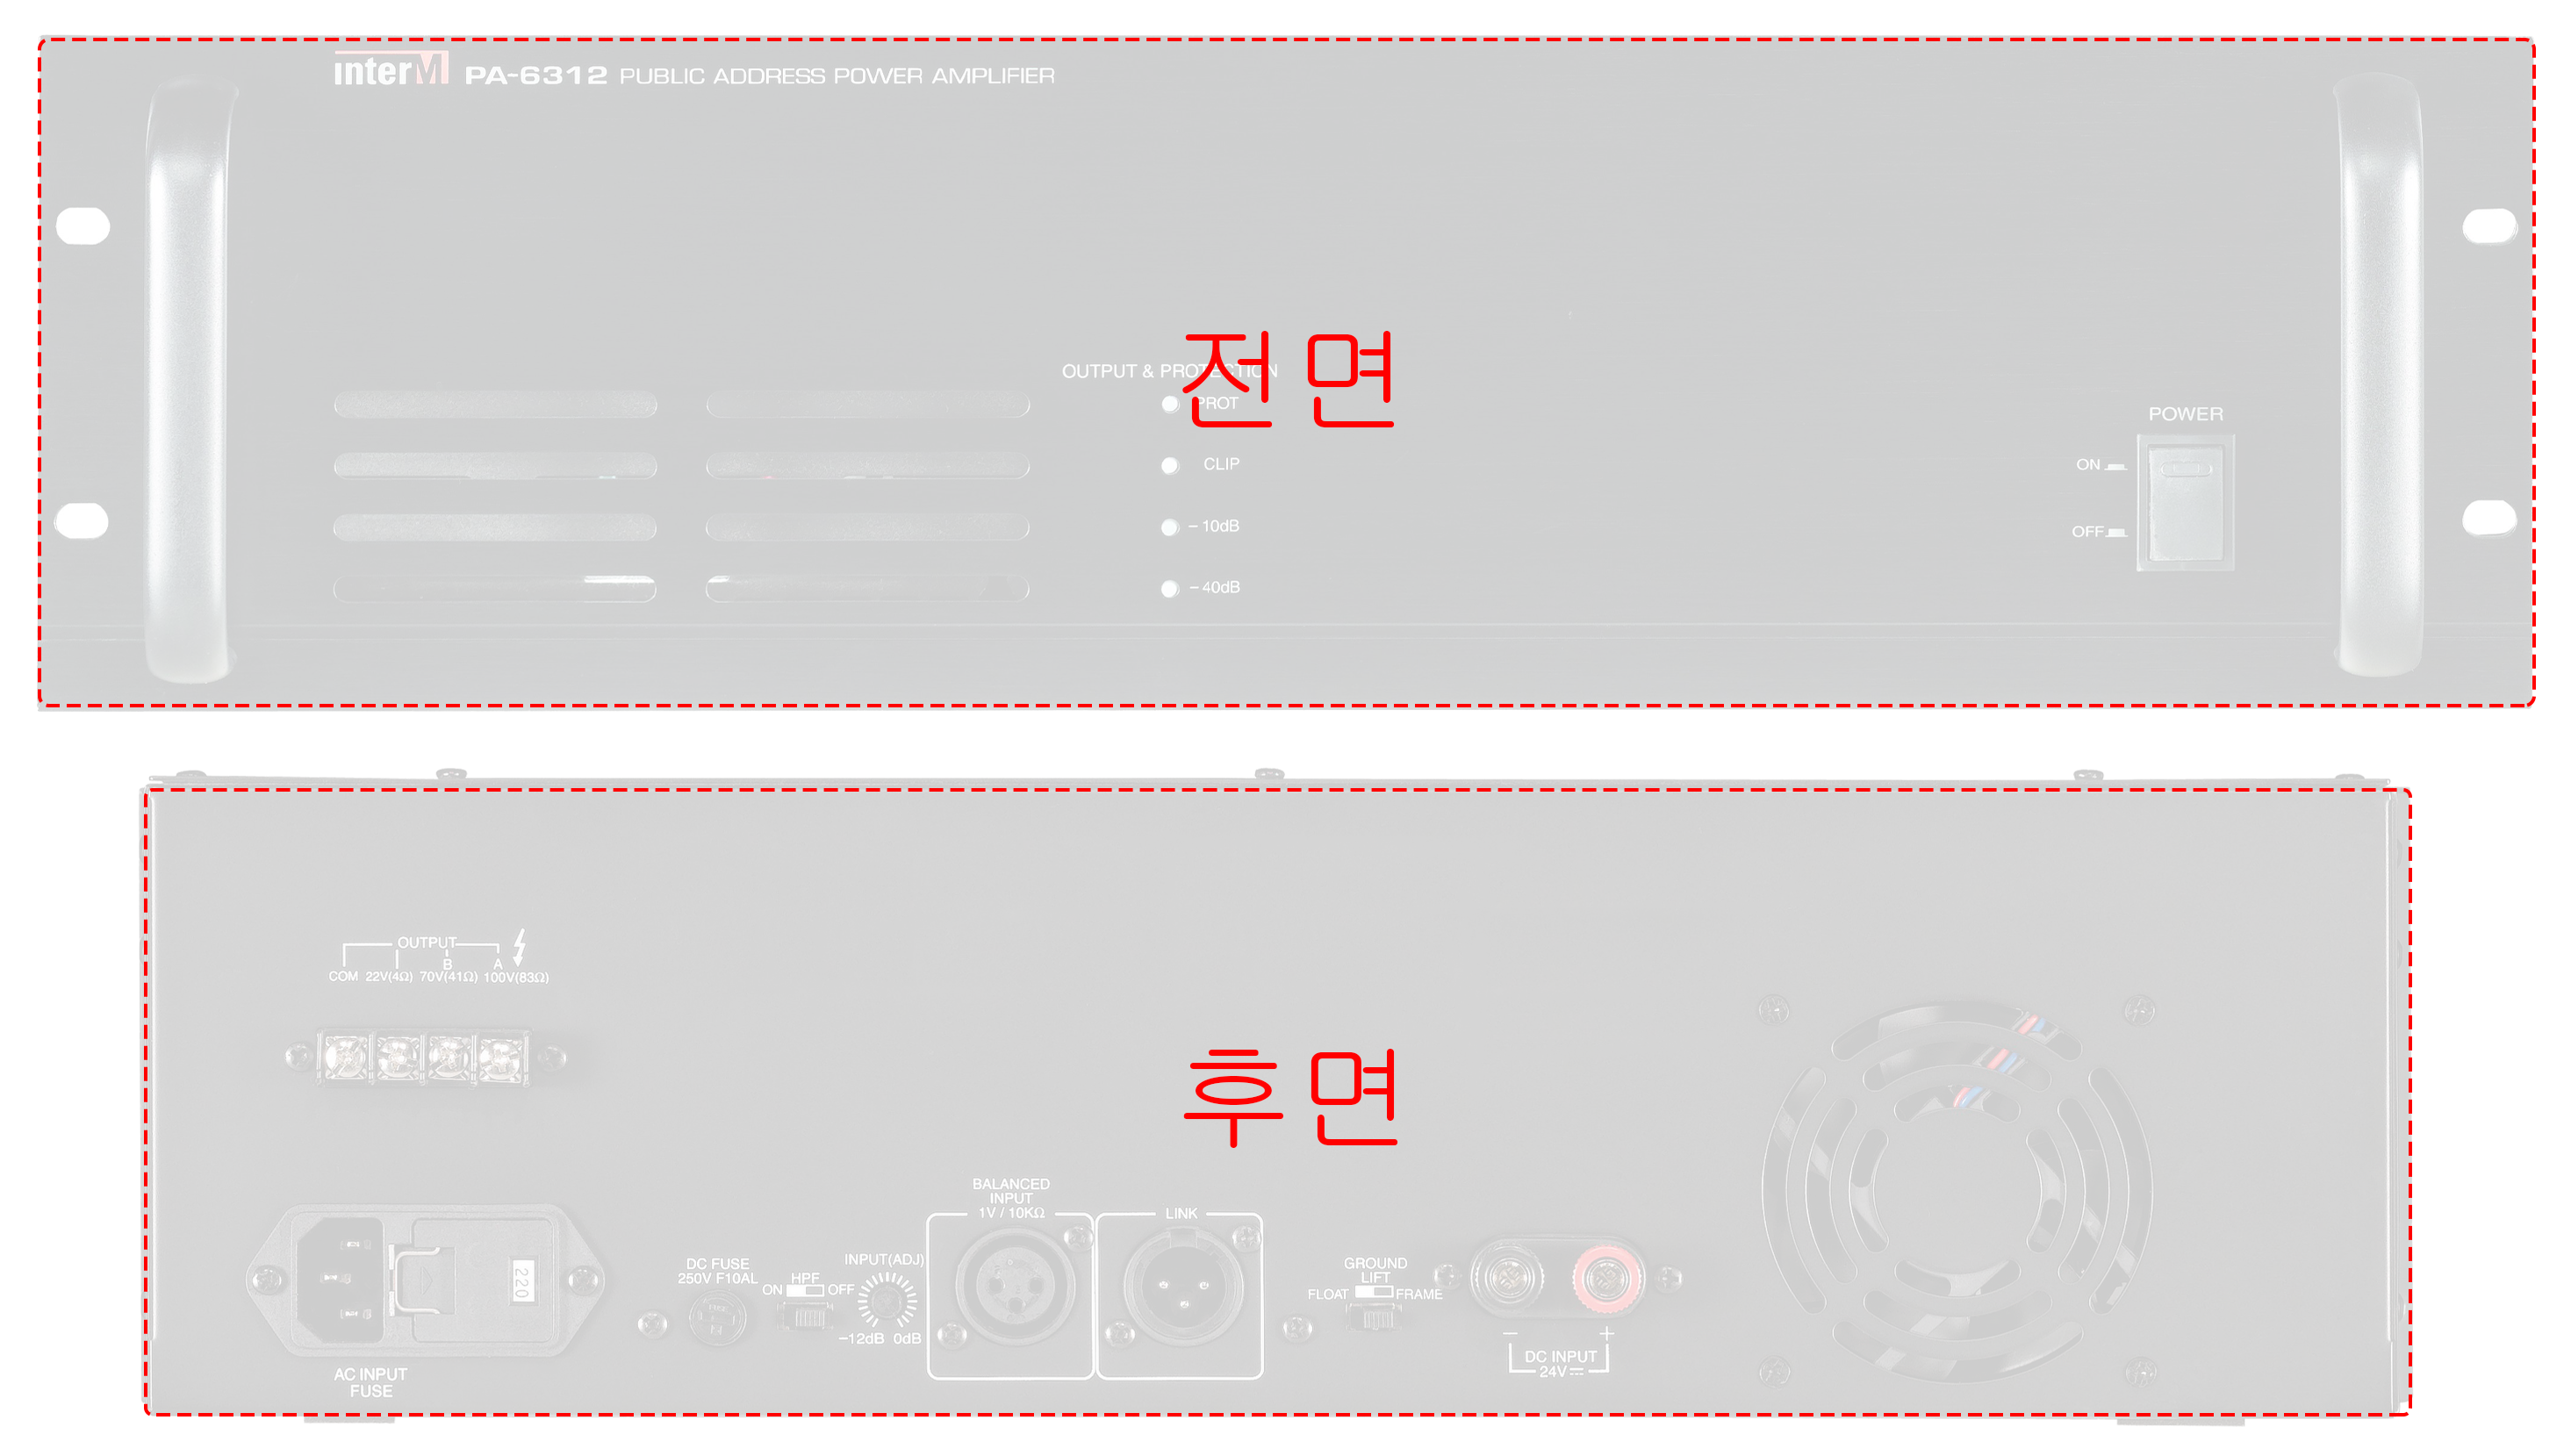 interM PA-6312 PUBLIC ADDRESS POWER AMPLIFIER
전면
OUTPUT & PROTECTION
PROT
CLIP
-10dB
-40dB
POWER
ON
OFF
후면
OUTPUT
B A
COM 22V(4Ω) 70V(41Ω) 100V(83Ω)
220
AC INPUT
FUSE
DC FUSE
250V F10AL
HPF
ON OFF
INPUT(ADJ)
-12dB 0dB
BALANCED
INPUT
1V / 10KΩ
LINK
GROUND
LIFT
FLOAT FRAME
- +
DC INPUT
24V